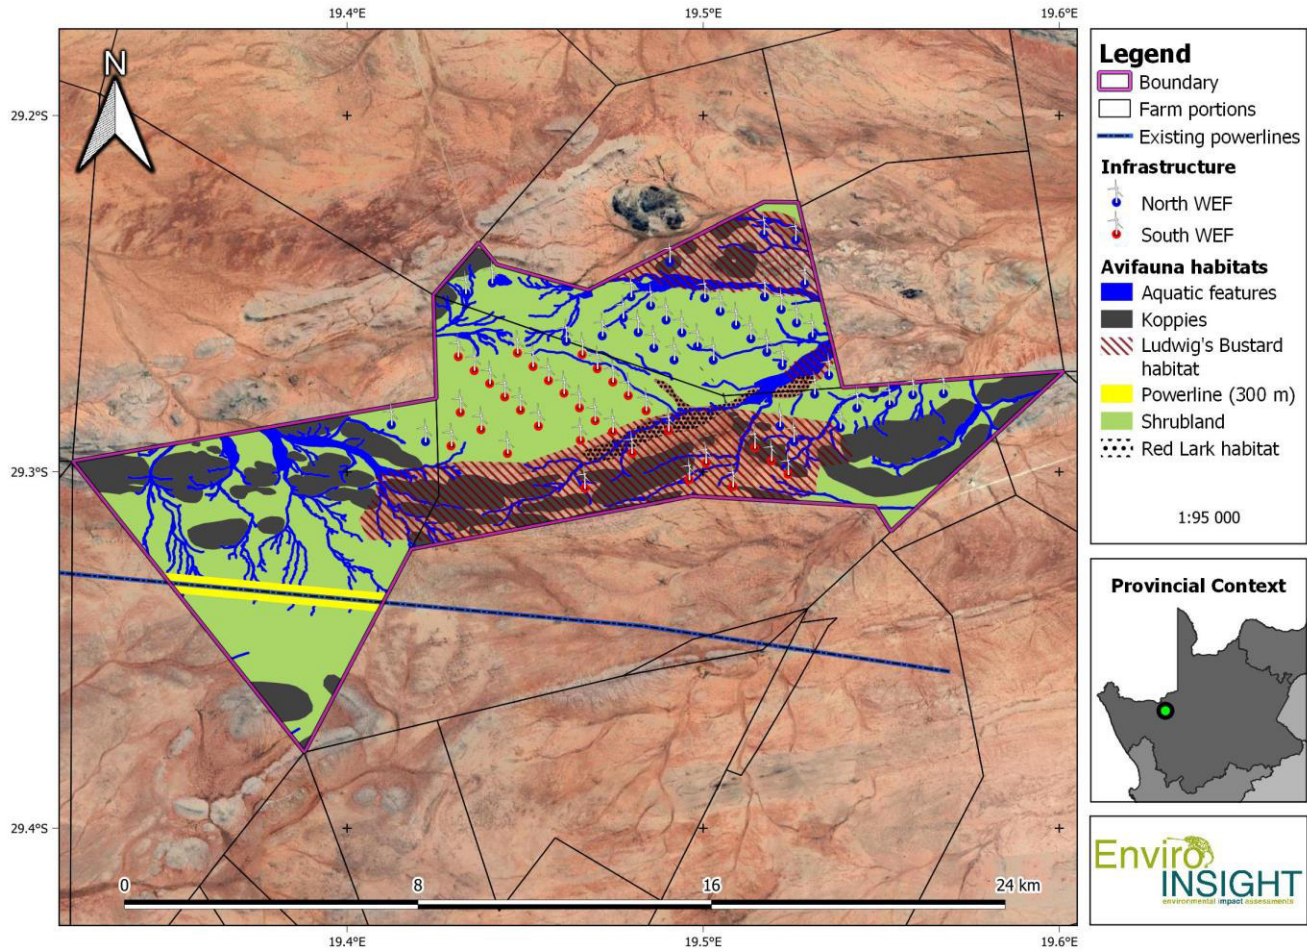 19.4°E
19.5°E
19.6°E
N
29.2°S
29.3°S
29.4°S
0
8
16
24 km
19.4°E
19.5°E
19.6°E
Legend
Boundary
Farm portions
Existing powerlines
Infrastructure
North WEF
South WEF
Avifauna habitats
Aquatic features
Koppies
Ludwig's Bustard
habitat
Powerline (300 m)
Shrubland
Red Lark habitat
1:95 000
Provincial Context
Enviro
INSIGHT
environmental impact assessments